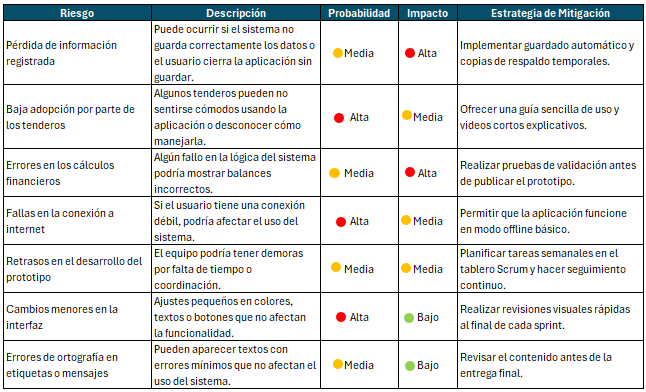 Riesgo Descripción Probabilidad Impacto Estrategia de Mitigación
Pérdida de información
registrada
Puede ocurrir si el sistema no
guarda correctamente los datos o
el usuario cierra la aplicación sin
guardar.
Media
Alta
Implementar guardado automático y
copias de respaldo temporales.
Baja adopción por parte de
los tenderos
Algunos tenderos pueden no
sentirse cómodos usando la
aplicación o desconocer cómo
manejarla.
Alta
Media
Ofrecer una guía sencilla de uso y
videos cortos explicativos.
Errores en los cálculos
financieros
Algún fallo en la lógica del sistema
podría mostrar balances
incorrectos.
Media
Alta
Realizar pruebas de validación antes
de publicar el prototipo.
Fallas en la conexión a
internet
Si el usuario tiene una conexión
débil, podría afectar el uso del
sistema.
Alta
Media
Permitir que la aplicación funcione
en modo offline básico.
Retrasos en el desarrollo del
prototipo
El equipo podría tener demoras
por falta de tiempo o
coordinación.
Media
Media
Planificar tareas semanales en el
tablero Scrum y hacer seguimiento
continuo.
Cambios menores en la
interfaz
Ajustes pequeños en colores,
textos o botones que no afectan
la funcionalidad.
Alta
Bajo
Realizar revisiones visuales rápidas
al final de cada sprint.
Errores de ortografía en
etiquetas o mensajes
Pueden aparecer textos con
errores mínimos que no afectan el
uso del sistema.
Media
Bajo
Revisar el contenido antes de la
entrega final.